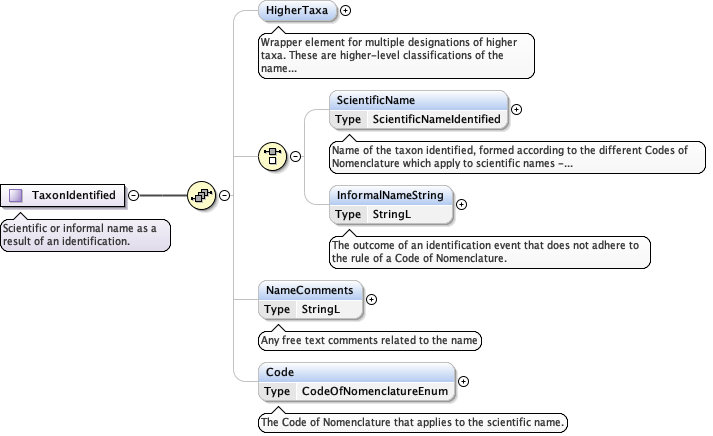 HigherTaxa
Wrapper element for multiple designations of higher
taxa. These are higher-level classifications of the
name...
ScientificName
Type ScientificNameIdentified
Name of the taxon identified, formed according to the different Codes of
Nomenclature which apply to scientific names -...
TaxonIdentified
Scientific or informal name as a
result of an identification.
InformalNameString
Type StringL
The outcome of an identification event that does not adhere to
the rule of a Code of Nomenclature.
NameComments
Type StringL
Any free text comments related to the name
Code
Type CodeOfNomenclatureEnum
The Code of Nomenclature that applies to the scientific name.